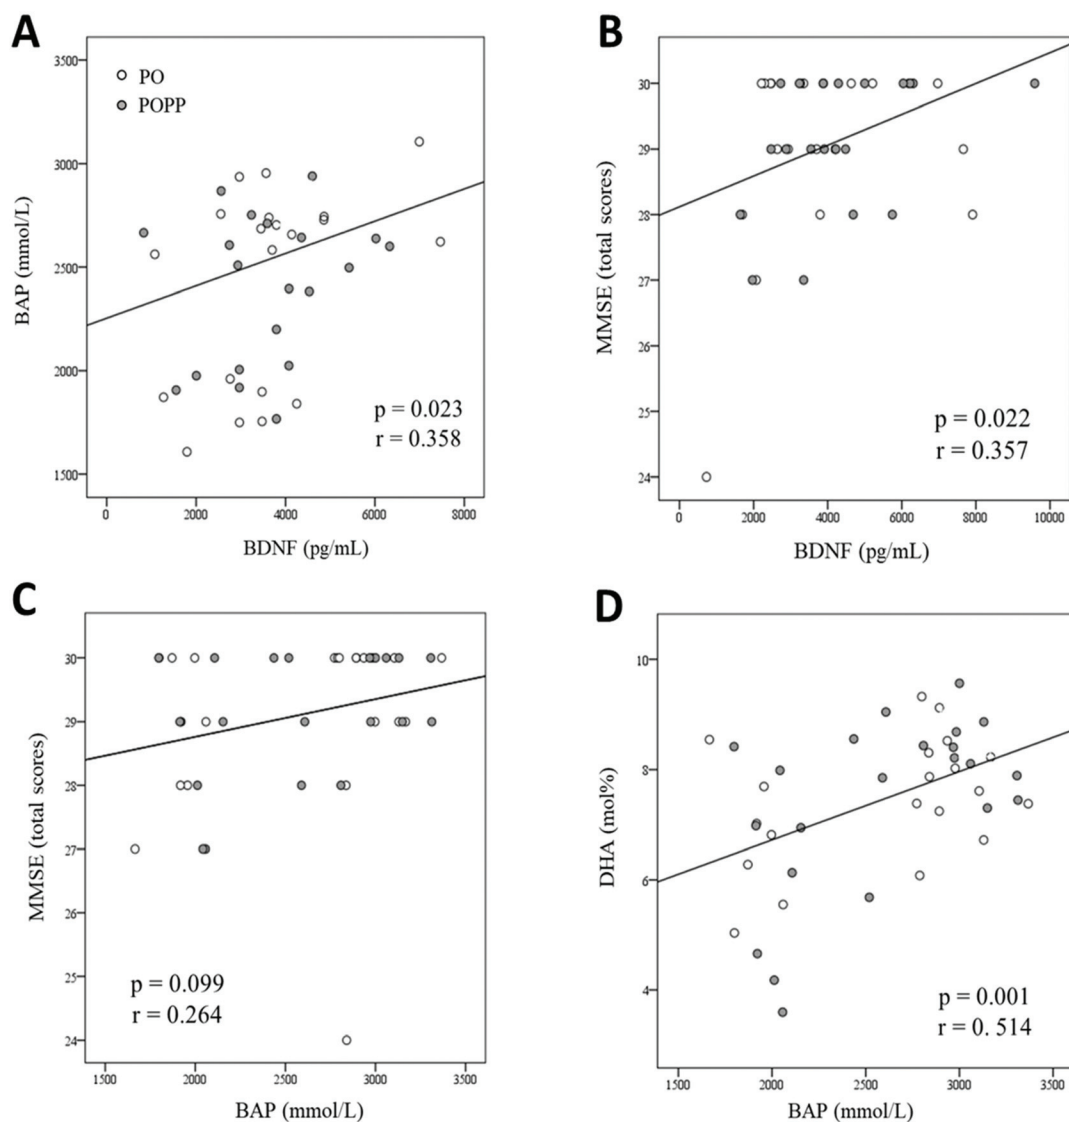 A
3500
3000
2500
2000
1500
BAP (mmol/L)
PO
POPP
p = 0.023
r = 0.358
0 2000 4000 6000 8000
BDNF (pg/mL)
B
30
29
28
27
26
25
24
MMSE (total scores)
p = 0.022
r = 0.357
0 2000 4000 6000 8000 10000
BDNF (pg/mL)
C
30
29
28
27
26
25
24
MMSE (total scores)
p = 0.099
r = 0.264
1500 2000 2500 3000 3500
BAP (mmol/L)
D
10
8
6
4
DHA (mol%)
p = 0.001
r = 0. 514
1500 2000 2500 3000 3500
BAP (mmol/L)